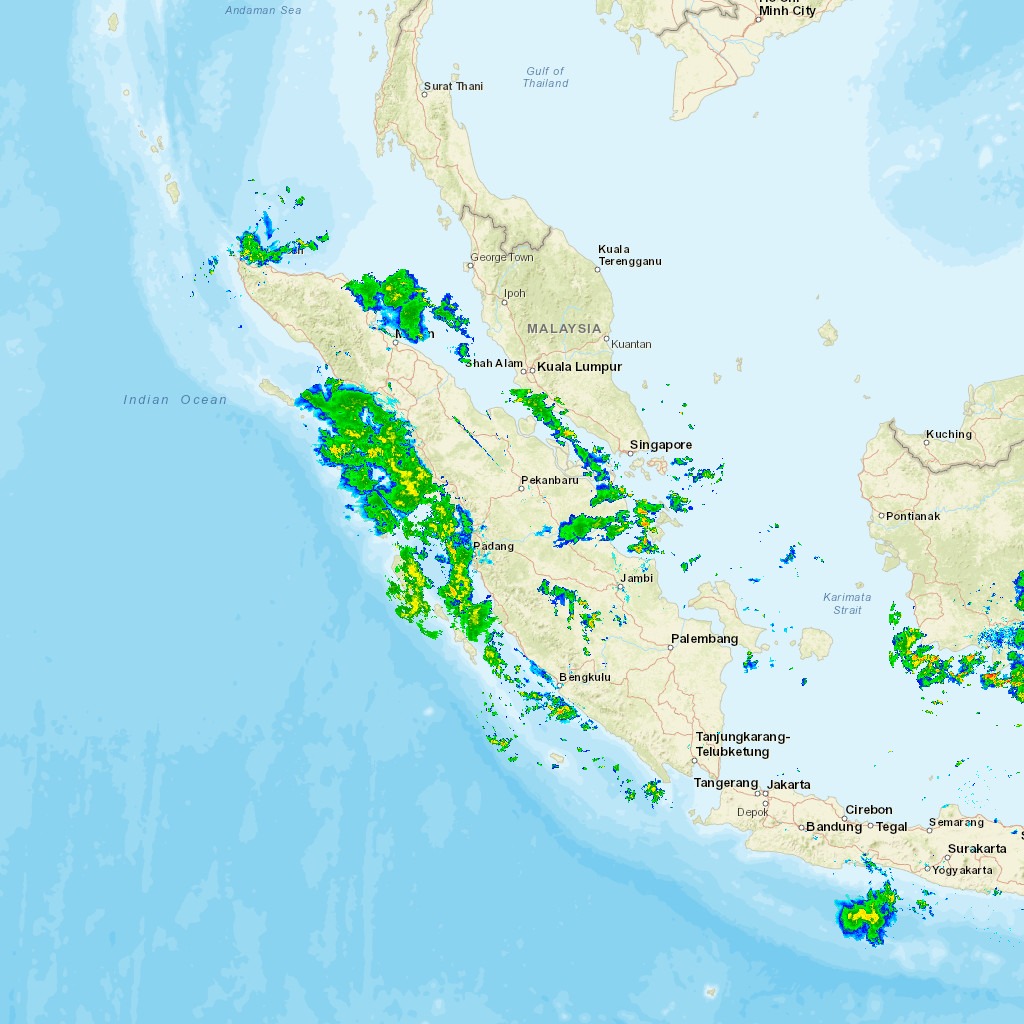 Andaman Sea
Minh City
Gulf of
Thailand
Surat Thani
George Town
Kuala
Terengganu
Ipoh
MALAYSIA
Kuantan
Shah Alam
Kuala Lumpur
Indian Ocean
Kuching
Singapore
Pekanbaru
Pontianak
Padang
Jambi
Karimata
Strait
Palembang
Bengkulu
Tanjungkarang-
Telubketung
Tangerang
Jakarta
Depok
Cirebon
Bandung
Tegal
Semarang
Surakarta
Yogyakarta